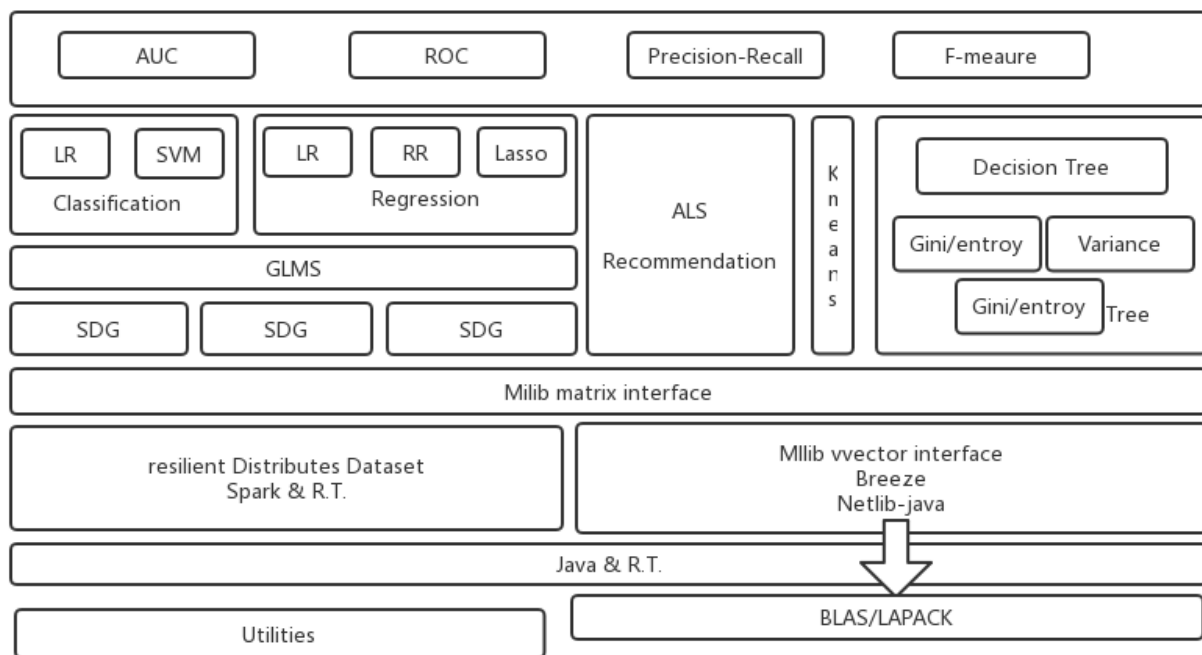 AUC
ROC
Precision-Recall
F-meaure
LR
SVM
Classification
LR
RR
Lasso
Regression
GLMS
SDG
SDG
SDG
ALS
Recommendation
Kneans
Decision Tree
Gini/entroy
Variance
Gini/entroy
Tree
Milib matrix interface
resilient Distributes Dataset
Spark & R.T.
Mllib vvector interface
Breeze
Netlib-java
Java & R.T.
BLAS/LAPACK
Utilities